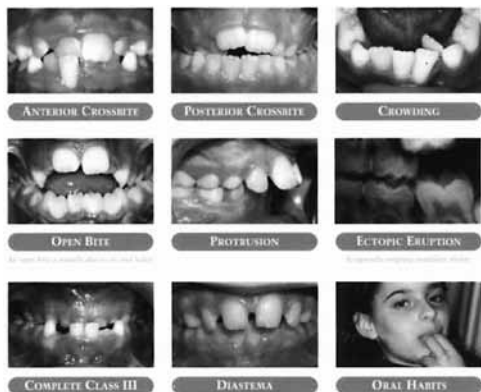 ANTERIOR CROSSBITE
POSTERIOR CROSSBITE
CROWDING
OPEN BITE
PROTRUSION
ECTOPIC ERUPTION
COMPLETE CLASS III
DIASTEMA
ORAL HABITS